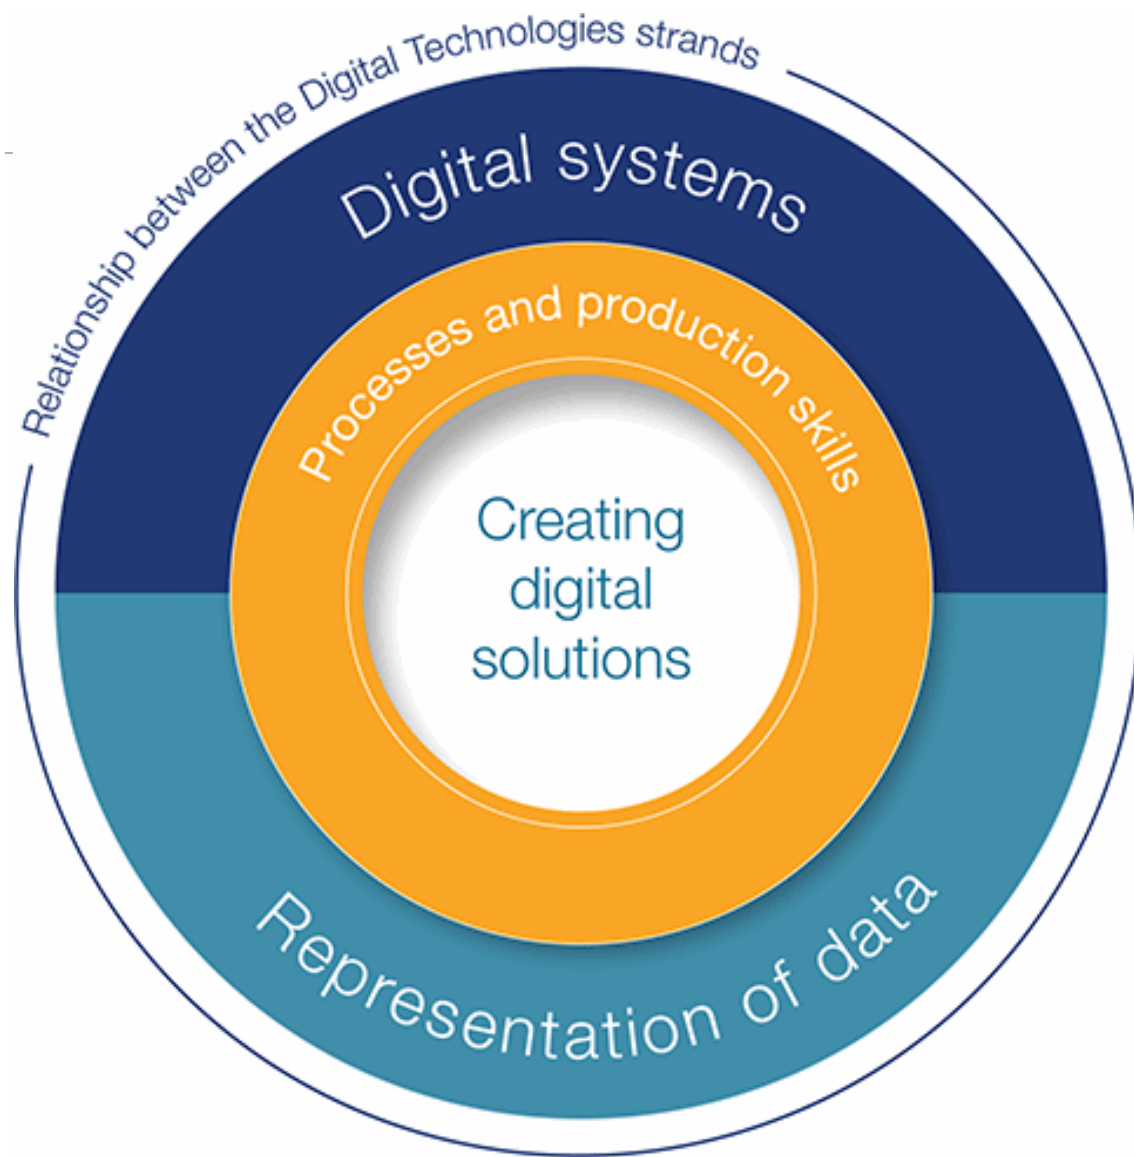 Relationship between the Digital Technologies strands
Digital systems
Processes and production skills
Creating
digital
solutions
Representation of data